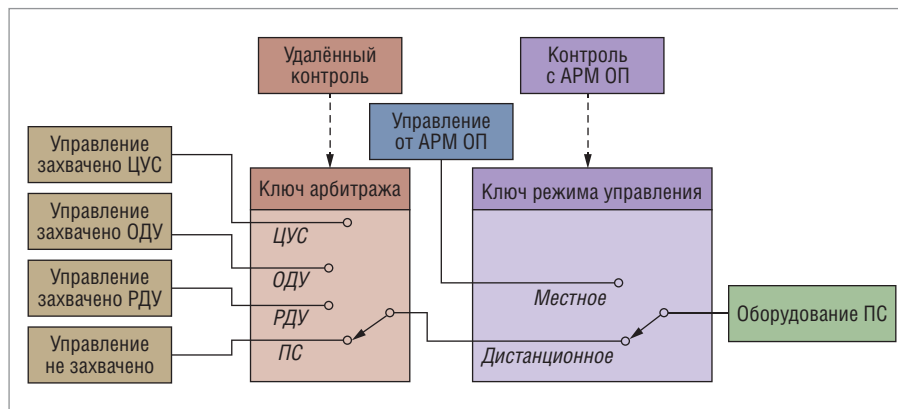 Удалённый
контроль
Контроль
с АРМ ОП
Управление
от АРМ ОП
Управление
захвачено ЦУС
Управление
захвачено ОДУ
Управление
захвачено РДУ
Управление
не захвачено
Ключ арбитража
ЦУС
ОДУ
РДУ
ПС
Ключ режима управления
Местное
Дистанционное
Оборудование ПС